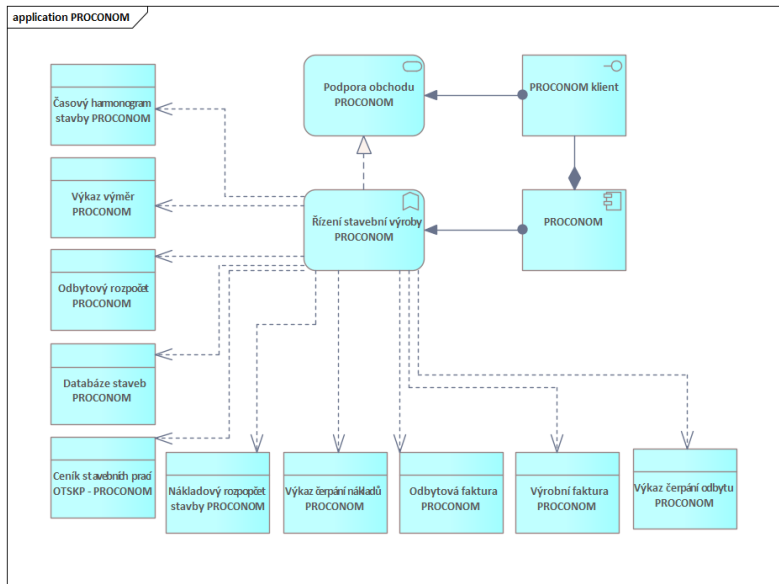 application PROCONOM
Časový harmonogram
stavby PROCONOM
Podpora obchodu
PROCONOM
PROCONOM klient
Výkaz výměr
PROCONOM
Řízení stavební výroby
PROCONOM
PROCONOM
Odbytový rozpočet
PROCONOM
Databáze staveb
PROCONOM
Ceník stavebních prací
OTSKP - PROCONOM
Nákladový rozpopčet
stavby PROCONOM
Výkaz čerpání nákladů
PROCONOM
Odbytová faktura
PROCONOM
Výrobní faktura
PROCONOM
Výkaz čerpání odbytu
PROCONOM